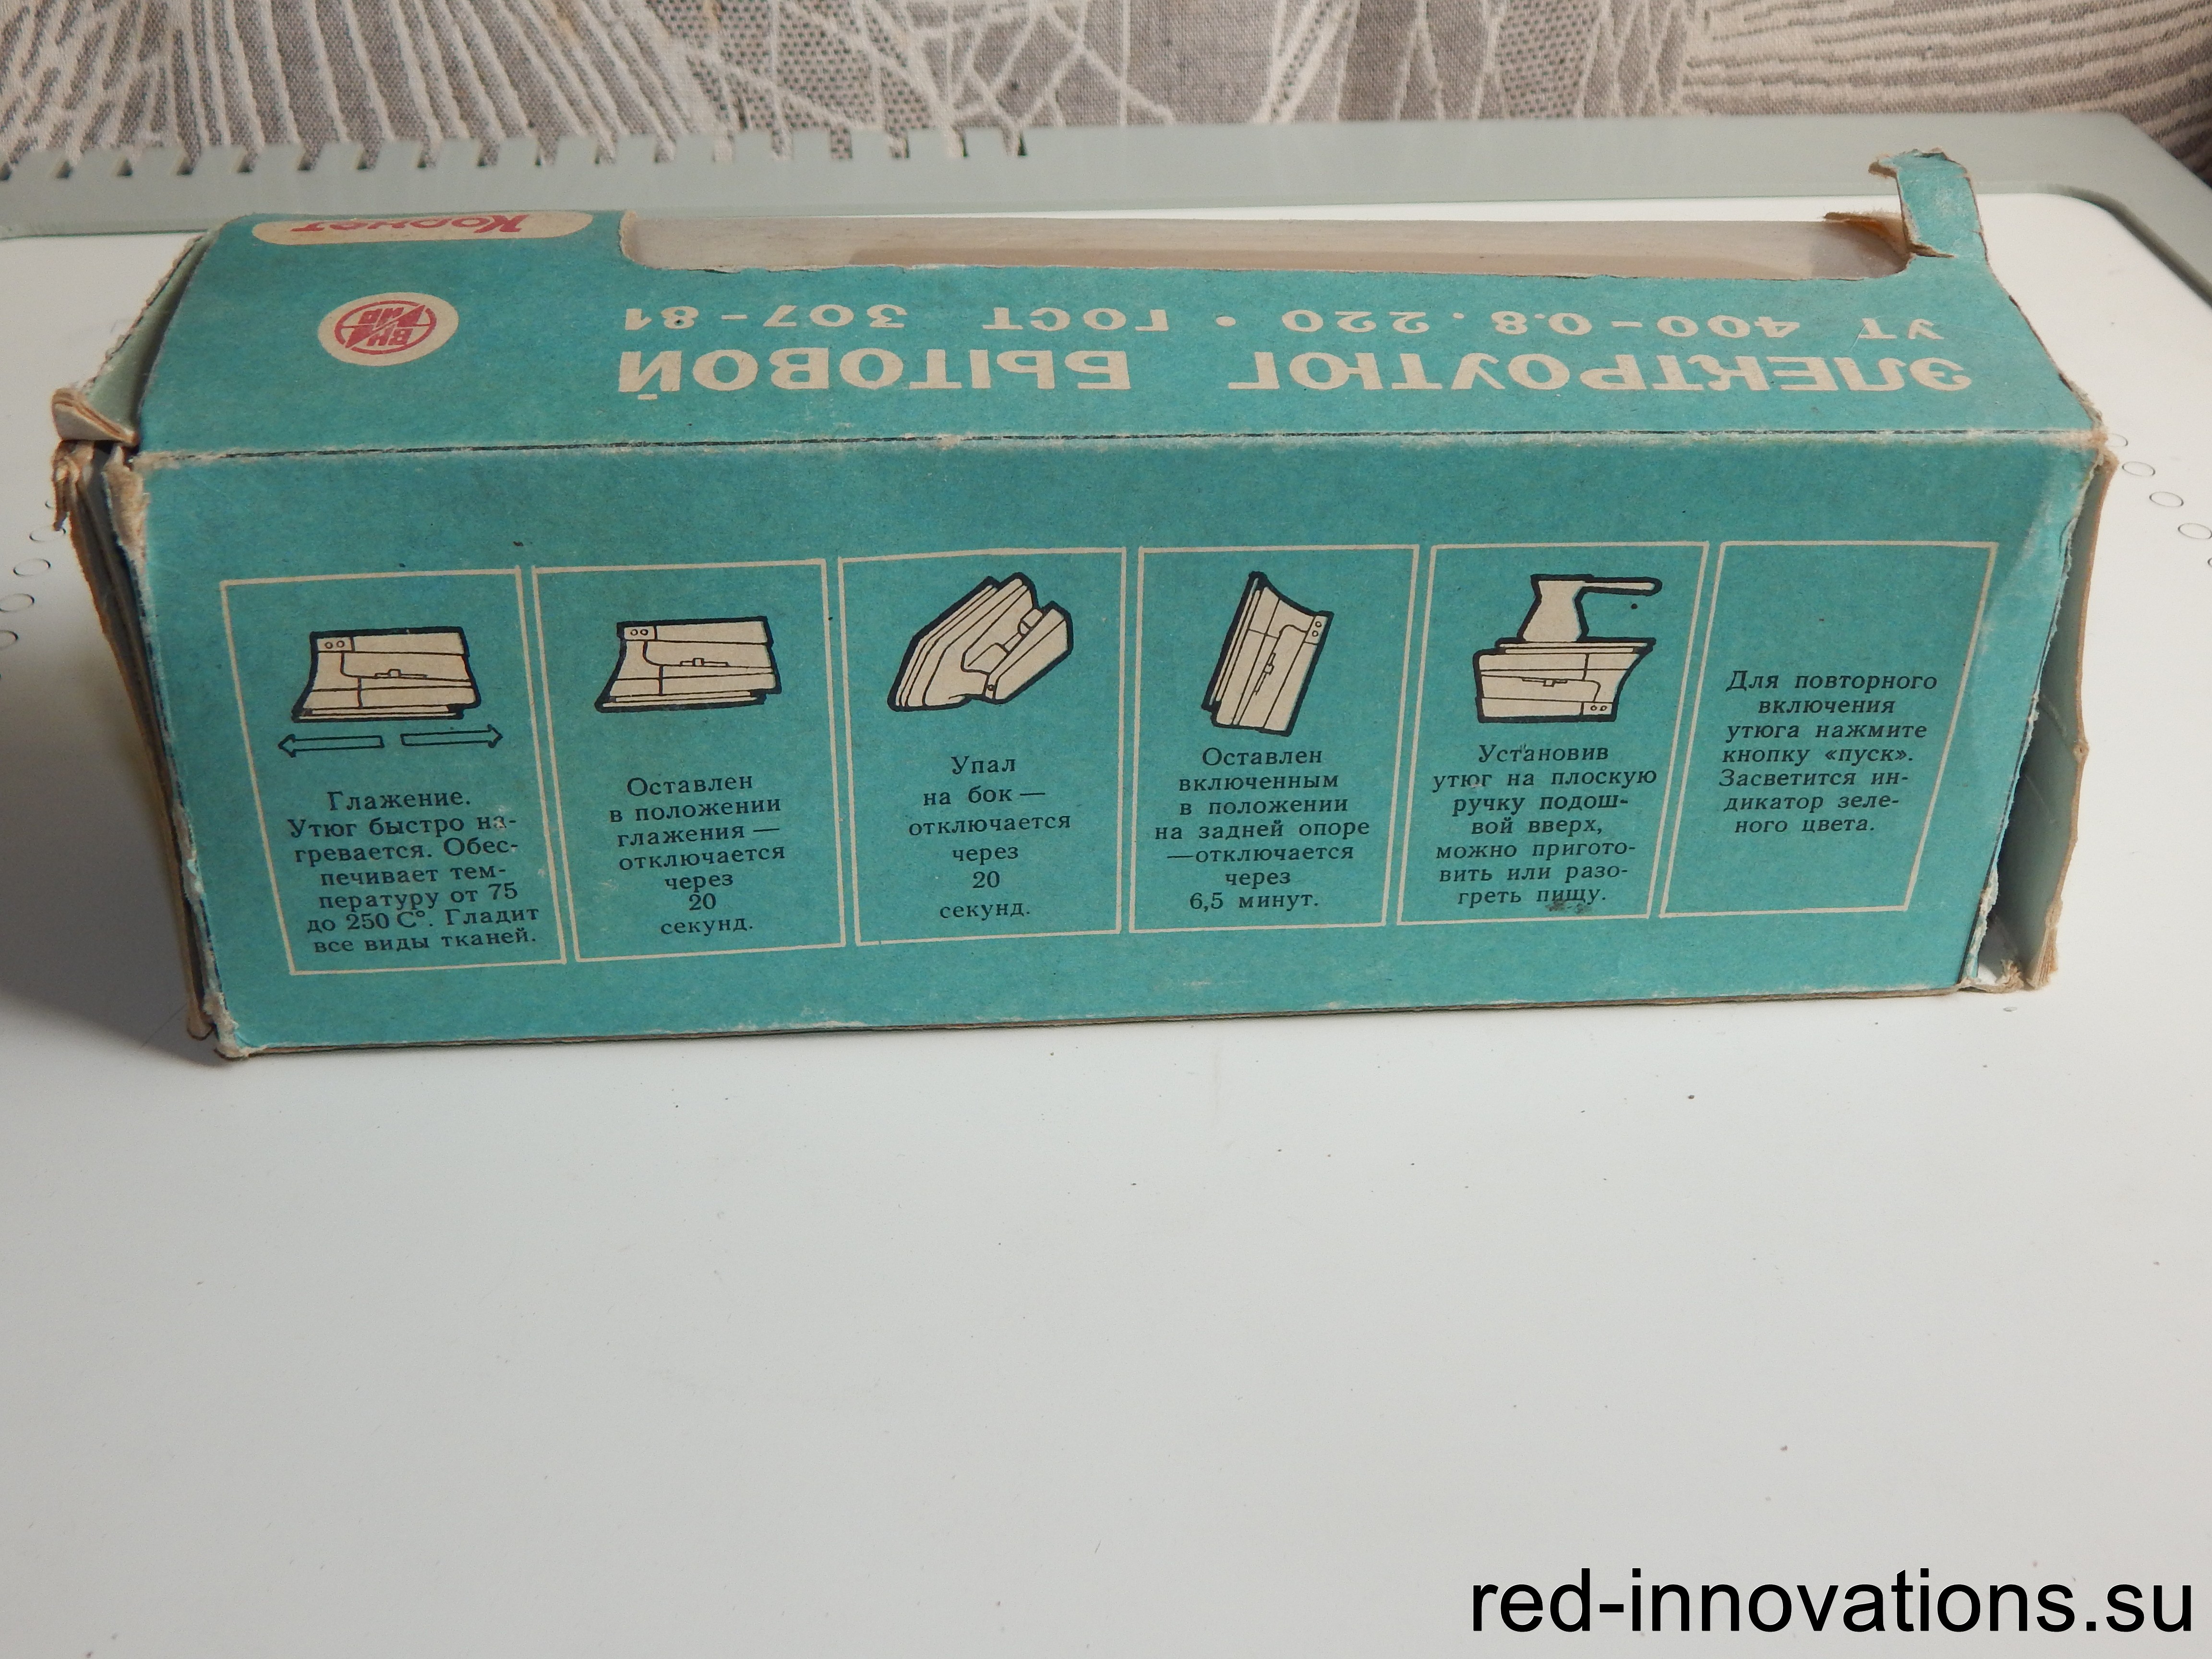 Корнет
ВНИИР
ЭЛЕКТРОУТЮГ БЫТОВОЙ
УТ 400-0.8.220 • ГОСТ 307-81
Глажение.
Утюг быстро на-
гревается. Обес-
печивает тем-
пературу от 75
до 250 С°. Гладит
все виды тканей.
Оставлен
в положении
глажения —
отключается
через
20
секунд.
Упал
на бок —
отключается
через
20
секунд.
Оставлен
включенным
в положении
на задней опоре
—отключается
через
6,5 минут.
Установив
утюг на плоскую
ручку подош-
вой вверх,
можно пригото-
вить или разо-
греть пищу.
Для повторного
включения
утюга нажмите
кнопку «пуск».
Засветится ин-
дикатор зеле-
ного цвета.
red-innovations.su